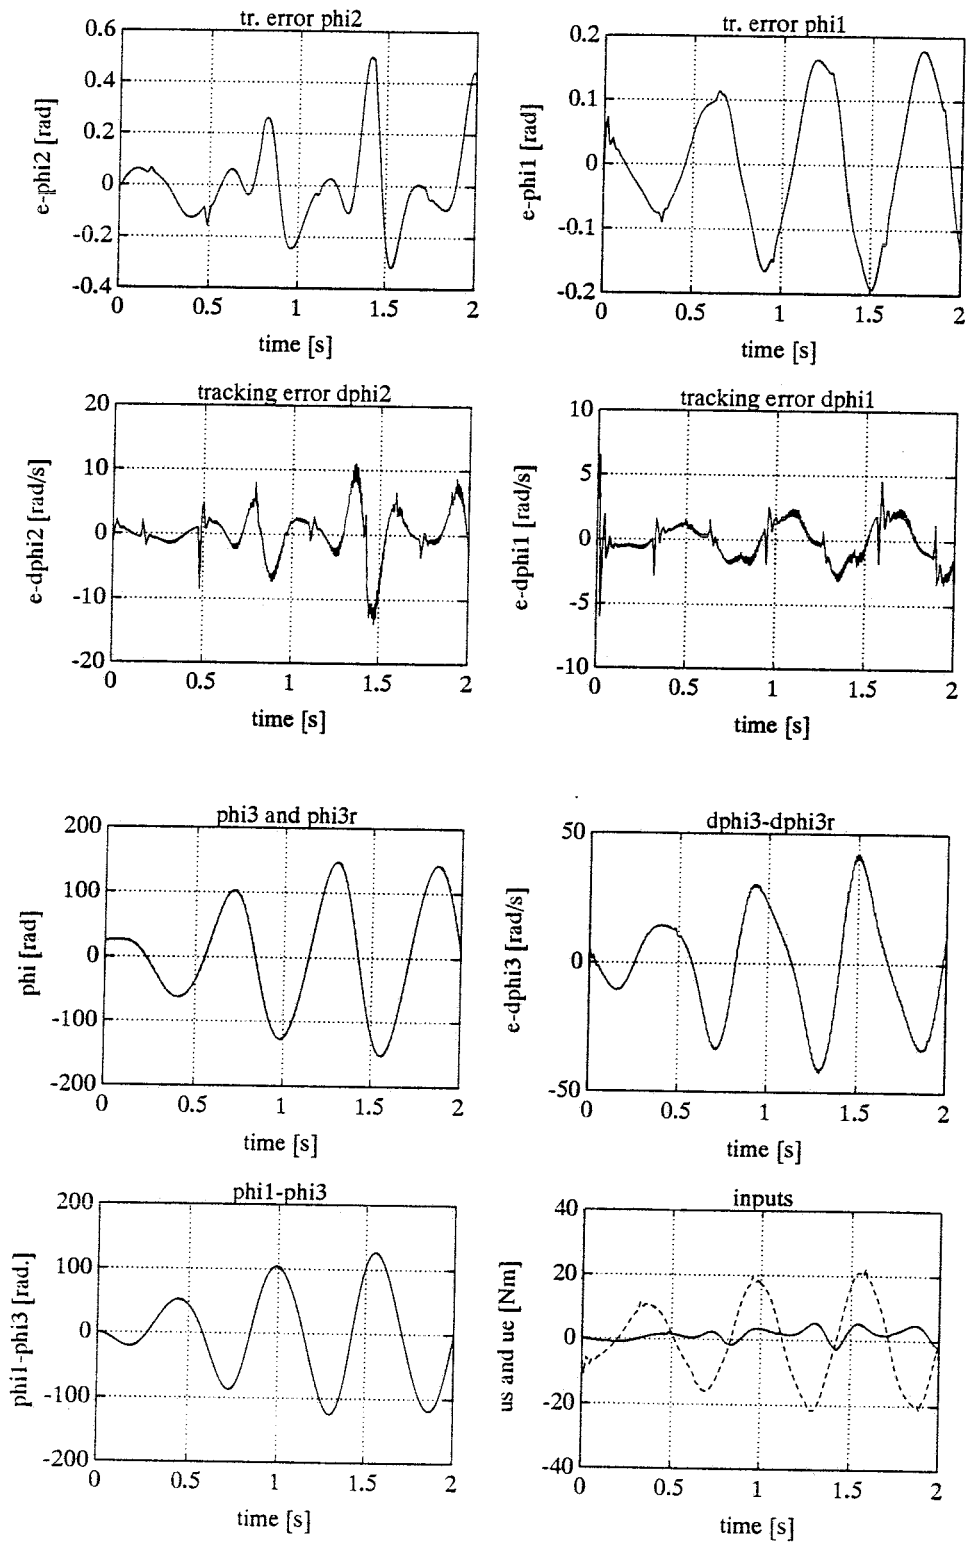 tr. error phi2
0.6
0.4
0.2
0
-0.2
-0.4
e-phi2 [rad]
0 0.5 1 1.5 2
time [s]
tr. error phi1
0.2
0.1
0
-0.1
-0.2
e-phi1 [rad]
0 0.5 1 1.5 2
time [s]
tracking error dphi2
20
10
0
-10
-20
e-dphi2 [rad/s]
0 0.5 1 1.5 2
time [s]
tracking error dphi1
10
5
0
-5
-10
e-dphi1 [rad/s]
0 0.5 1 1.5 2
time [s]
phi3 and phi3r
200
100
0
-100
-200
phi [rad]
0 0.5 1 1.5 2
time [s]
dphi3-dphi3r
50
0
-50
e-dphi3 [rad/s]
0 0.5 1 1.5 2
time [s]
phi1-phi3
200
100
0
-100
-200
phi1-phi3 [rad.]
0 0.5 1 1.5 2
time [s]
inputs
40
20
0
-20
-40
us and ue [Nm]
0 0.5 1 1.5 2
time [s]